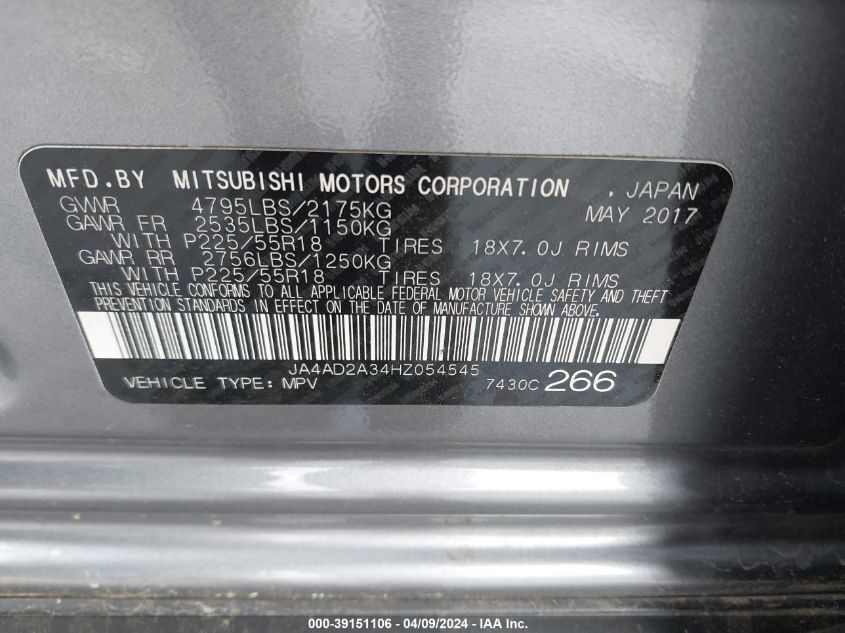 MFD.BY MITSUBISHI MOTORS CORPORATION , JAPAN
GVWR 4795LBS/2175KG MAY 2017
GAWR FR 2535LBS/1150KG
WITH P225/55R18 TIRES 18X7.0J RIMS
GAWR RR 2756LBS/1250KG
WITH P225/55R18 TIRES 18X7.0J RIMS
THIS VEHICLE CONFORMS TO ALL APPLICABLE FEDERAL MOTOR VEHICLE SAFETY AND THEFT
PREVENTION STANDARDS IN EFFECT ON THE DATE OF MANUFACTURE SHOWN ABOVE.
JA4AD2A34HZ054545
VEHICLE TYPE: MPV 7430C 266
000-39151106 - 04/09/2024 - IAA Inc.